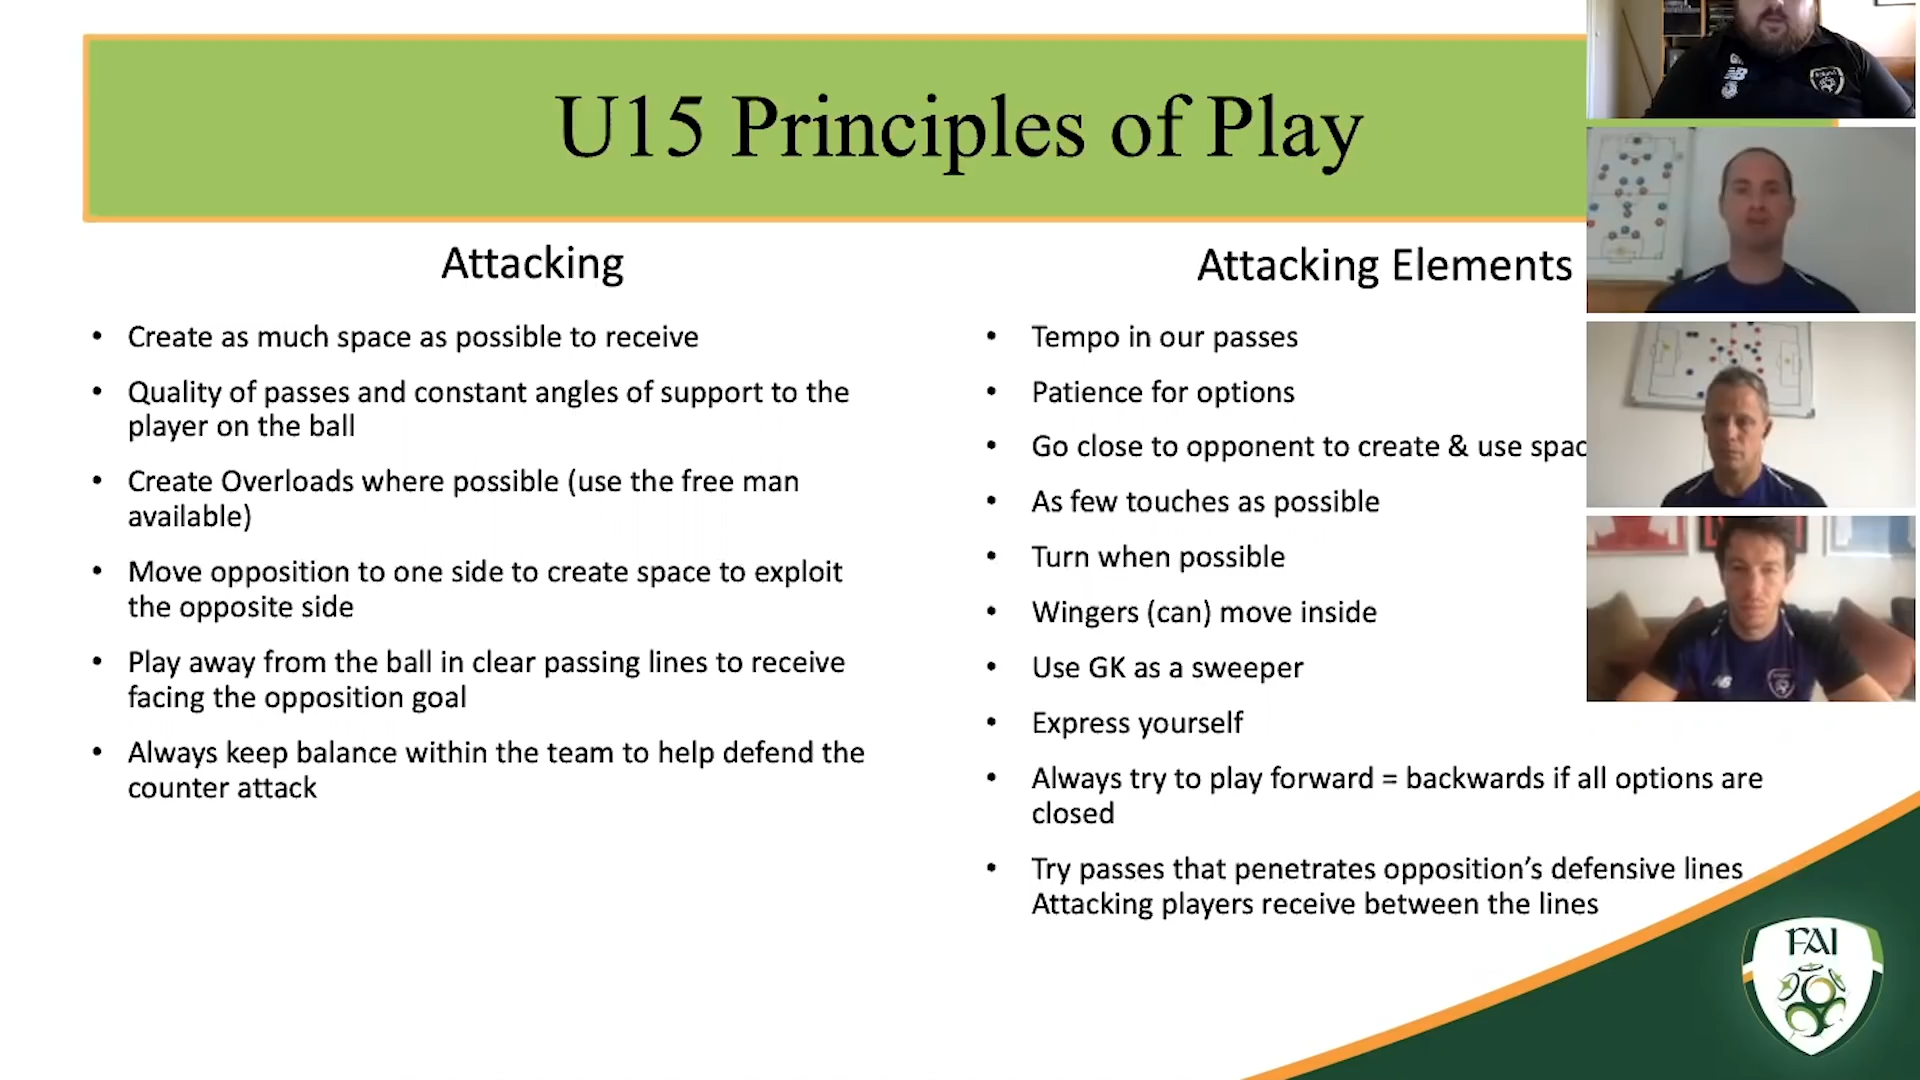 U15 Principles of Play
Attacking
• Create as much space as possible to receive
• Quality of passes and constant angles of support to the
player on the ball
• Create Overloads where possible (use the free man
available)
• Move opposition to one side to create space to exploit
the opposite side
• Play away from the ball in clear passing lines to receive
facing the opposition goal
• Always keep balance within the team to help defend the
counter attack
Attacking Elements
• Tempo in our passes
• Patience for options
• Go close to opponent to create & use spac
• As few touches as possible
• Turn when possible
• Wingers (can) move inside
• Use GK as a sweeper
• Express yourself
• Always try to play forward = backwards if all options are
closed
• Try passes that penetrates opposition’s defensive lines
Attacking players receive between the lines
FAI